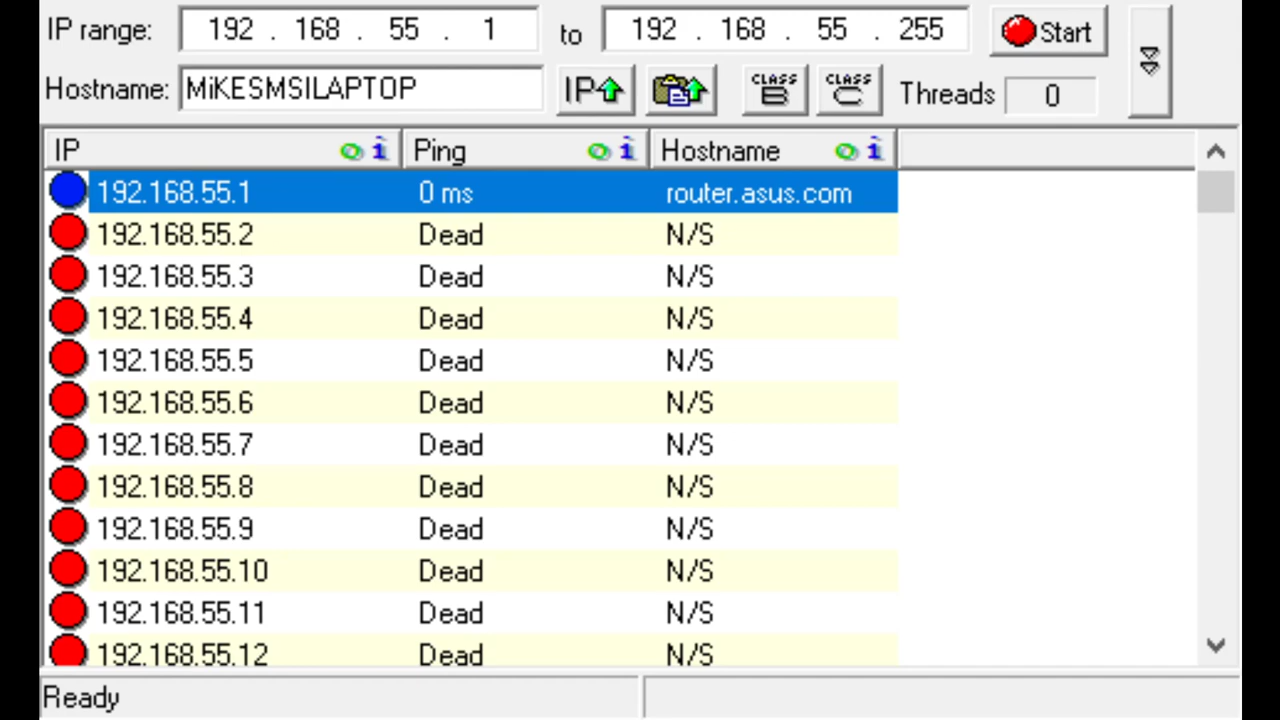 IP range: 192 . 168 . 55 . 1 to 192 . 168 . 55 . 255 Start
Hostname: MiKESMSILAPTOP IP CLASS B CLASS C Threads 0
IP i Ping i Hostname i
192.168.55.1 0 ms router.asus.com
192.168.55.2 Dead N/S
192.168.55.3 Dead N/S
192.168.55.4 Dead N/S
192.168.55.5 Dead N/S
192.168.55.6 Dead N/S
192.168.55.7 Dead N/S
192.168.55.8 Dead N/S
192.168.55.9 Dead N/S
192.168.55.10 Dead N/S
192.168.55.11 Dead N/S
192.168.55.12 Dead N/S
Ready